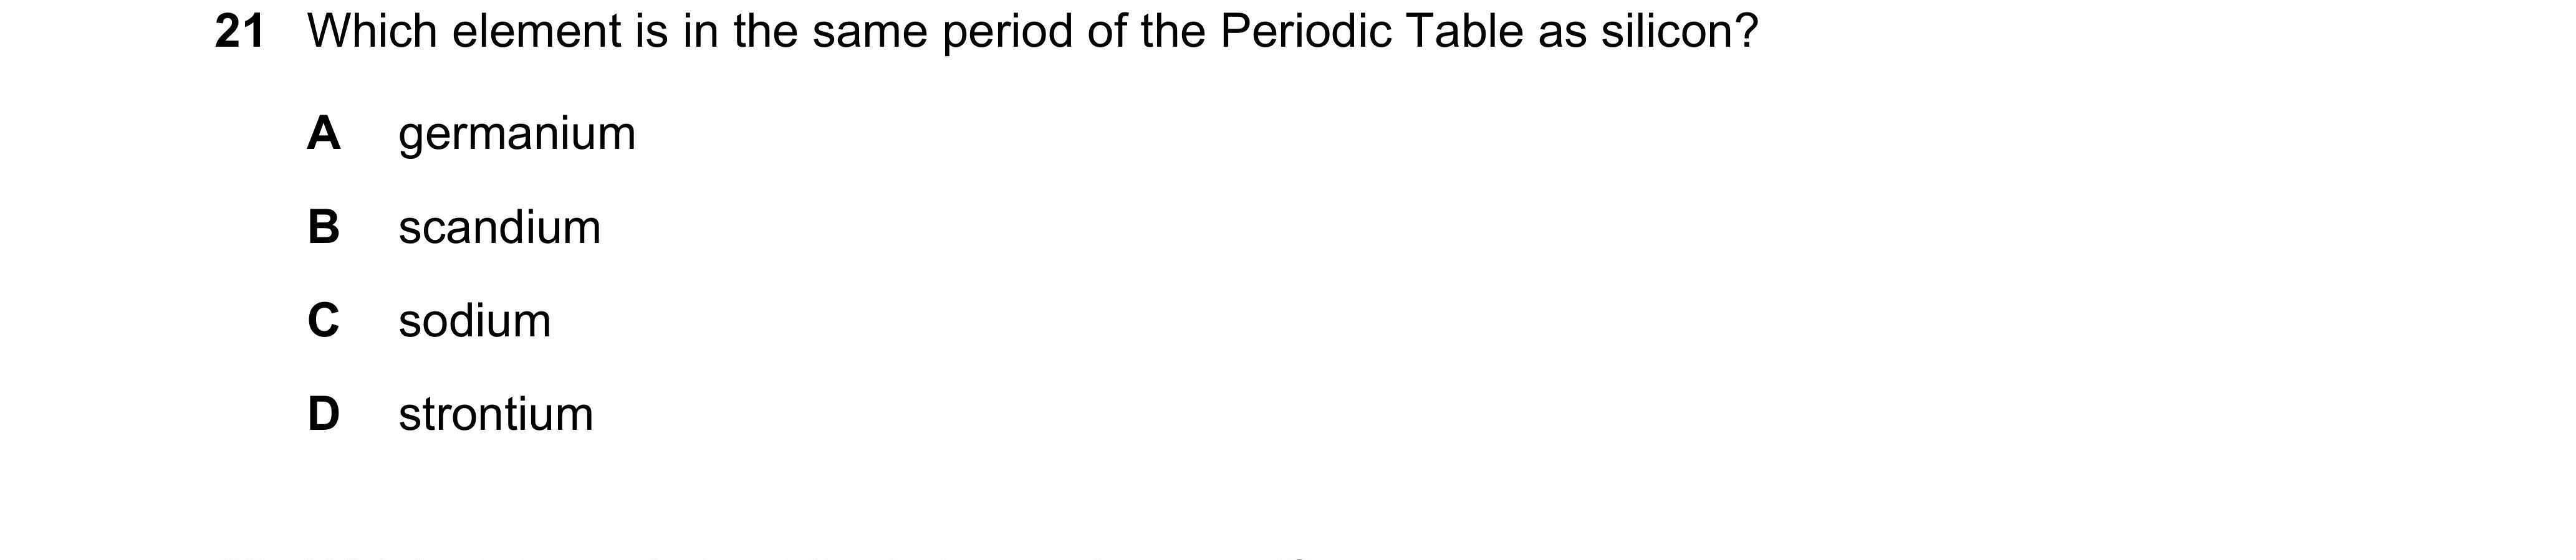 21 Which element is in the same period of the Periodic Table as silicon?
A germanium
B scandium
C sodium
D strontium